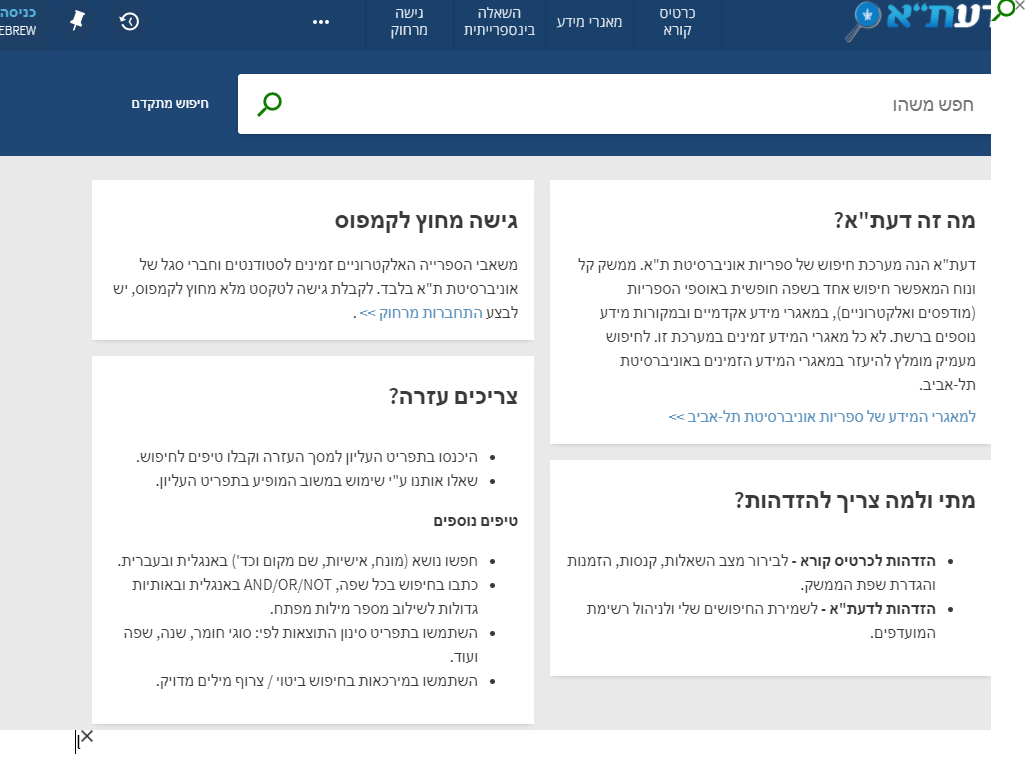 דעת"א
כרטיס
קורא
מאגרי מידע
השאלה
בינספרייתית
גישה
מרחוק
•••
כניסה
EBREW
חפש משהו
חיפוש מתקדם
מה זה דעת"א?
דעת"א הנה מערכת חיפוש של ספריות אוניברסיטת ת"א. ממשק קל
ונוח המאפשר חיפוש אחד בשפה חופשית באוספי הספריות
(מודפסים ואלקטרוניים), במאגרי מידע אקדמיים ובמקורות מידע
נוספים ברשת. לא כל מאגרי המידע זמינים במערכת זו. לחיפוש
מעמיק מומלץ להיעזר במאגרי המידע הזמינים באוניברסיטת
תל-אביב.
למאגרי המידע של ספריות אוניברסיטת תל-אביב >>
מתי ולמה צריך להזדהות?
• הזדהות לכרטיס קורא - לבירור מצב השאלות, קנסות, הזמנות
והגדרת שפת הממשק.
• הזדהות לדעת"א - לשמירת החיפושים שלי ולניהול רשימת
המועדפים.
גישה מחוץ לקמפוס
משאבי הספרייה האלקטרוניים זמינים לסטודנטים וחברי סגל של
אוניברסיטת ת"א בלבד. לקבלת גישה לטקסט מלא מחוץ לקמפוס, יש
לבצע התחברות מרחוק >> .
צריכים עזרה?
• היכנסו בתפריט העליון למסך העזרה וקבלו טיפים לחיפוש.
• שאלו אותנו ע"י שימוש במשוב המופיע בתפריט העליון.
טיפים נוספים
• חפשו נושא (מונח, אישיות, שם מקום וכד') באנגלית ובעברית.
• כתבו בחיפוש בכל שפה, AND/OR/NOT באנגלית ובאותיות
גדולות לשילוב מספר מילות מפתח.
• השתמשו בתפריט סינון התוצאות לפי: סוגי חומר, שנה, שפה
ועוד.
• השתמשו במירכאות בחיפוש ביטוי / צרוף מילים מדויק.